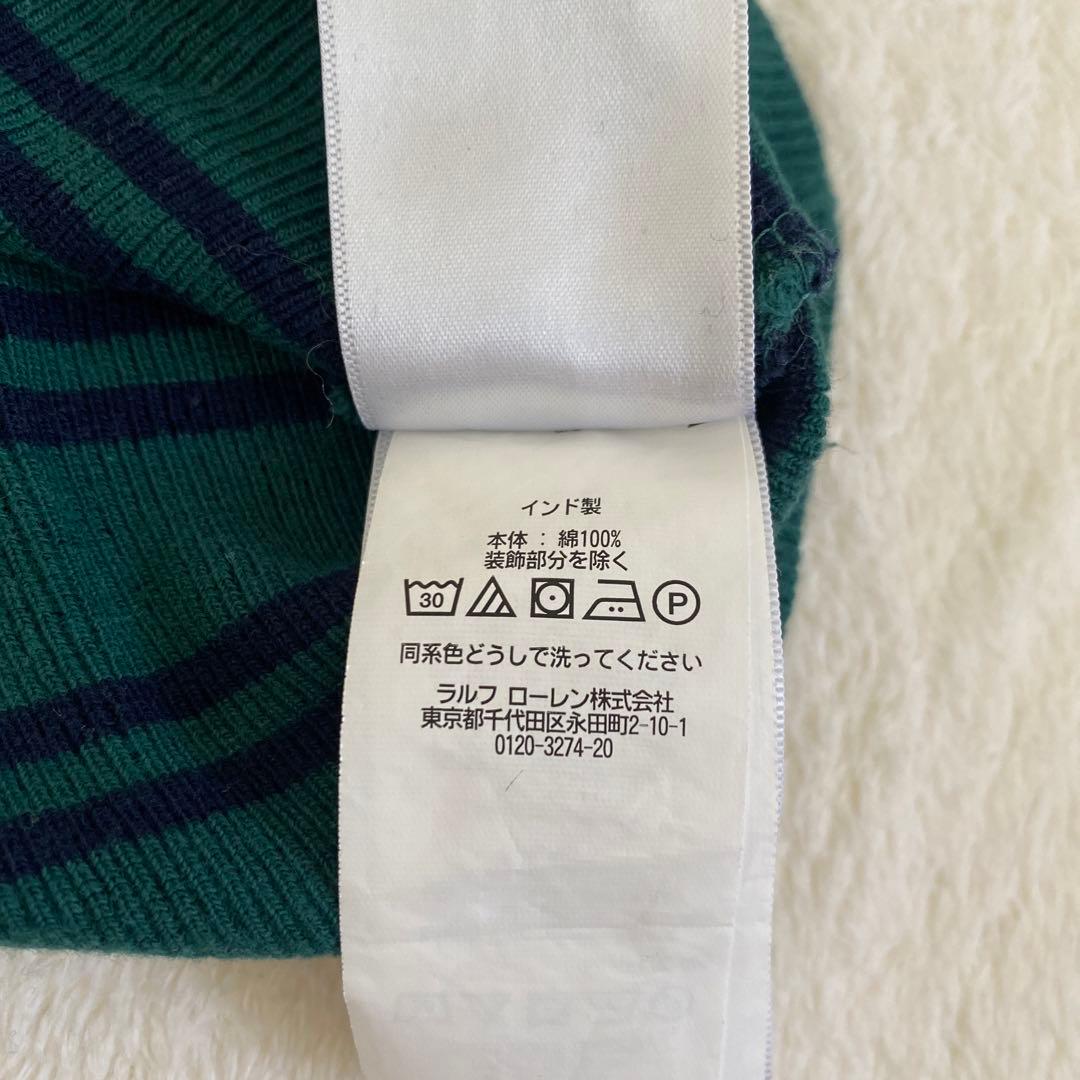 インド製
本体 : 綿100%
装飾部分を除く
30 P
同系色どうしで洗ってください
ラルフ ローレン株式会社
東京都千代田区永田町2-10-1
0120-3274-20